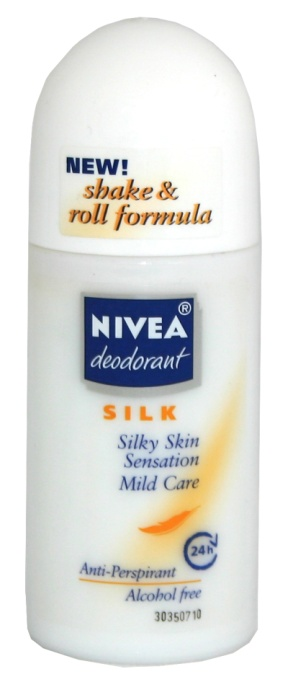 NEW!
shake &
roll formula
NIVEA®
deodorant
SILK
Silky Skin
Sensation
Mild Care
24h
Anti-Perspirant
Alcohol free
30350710